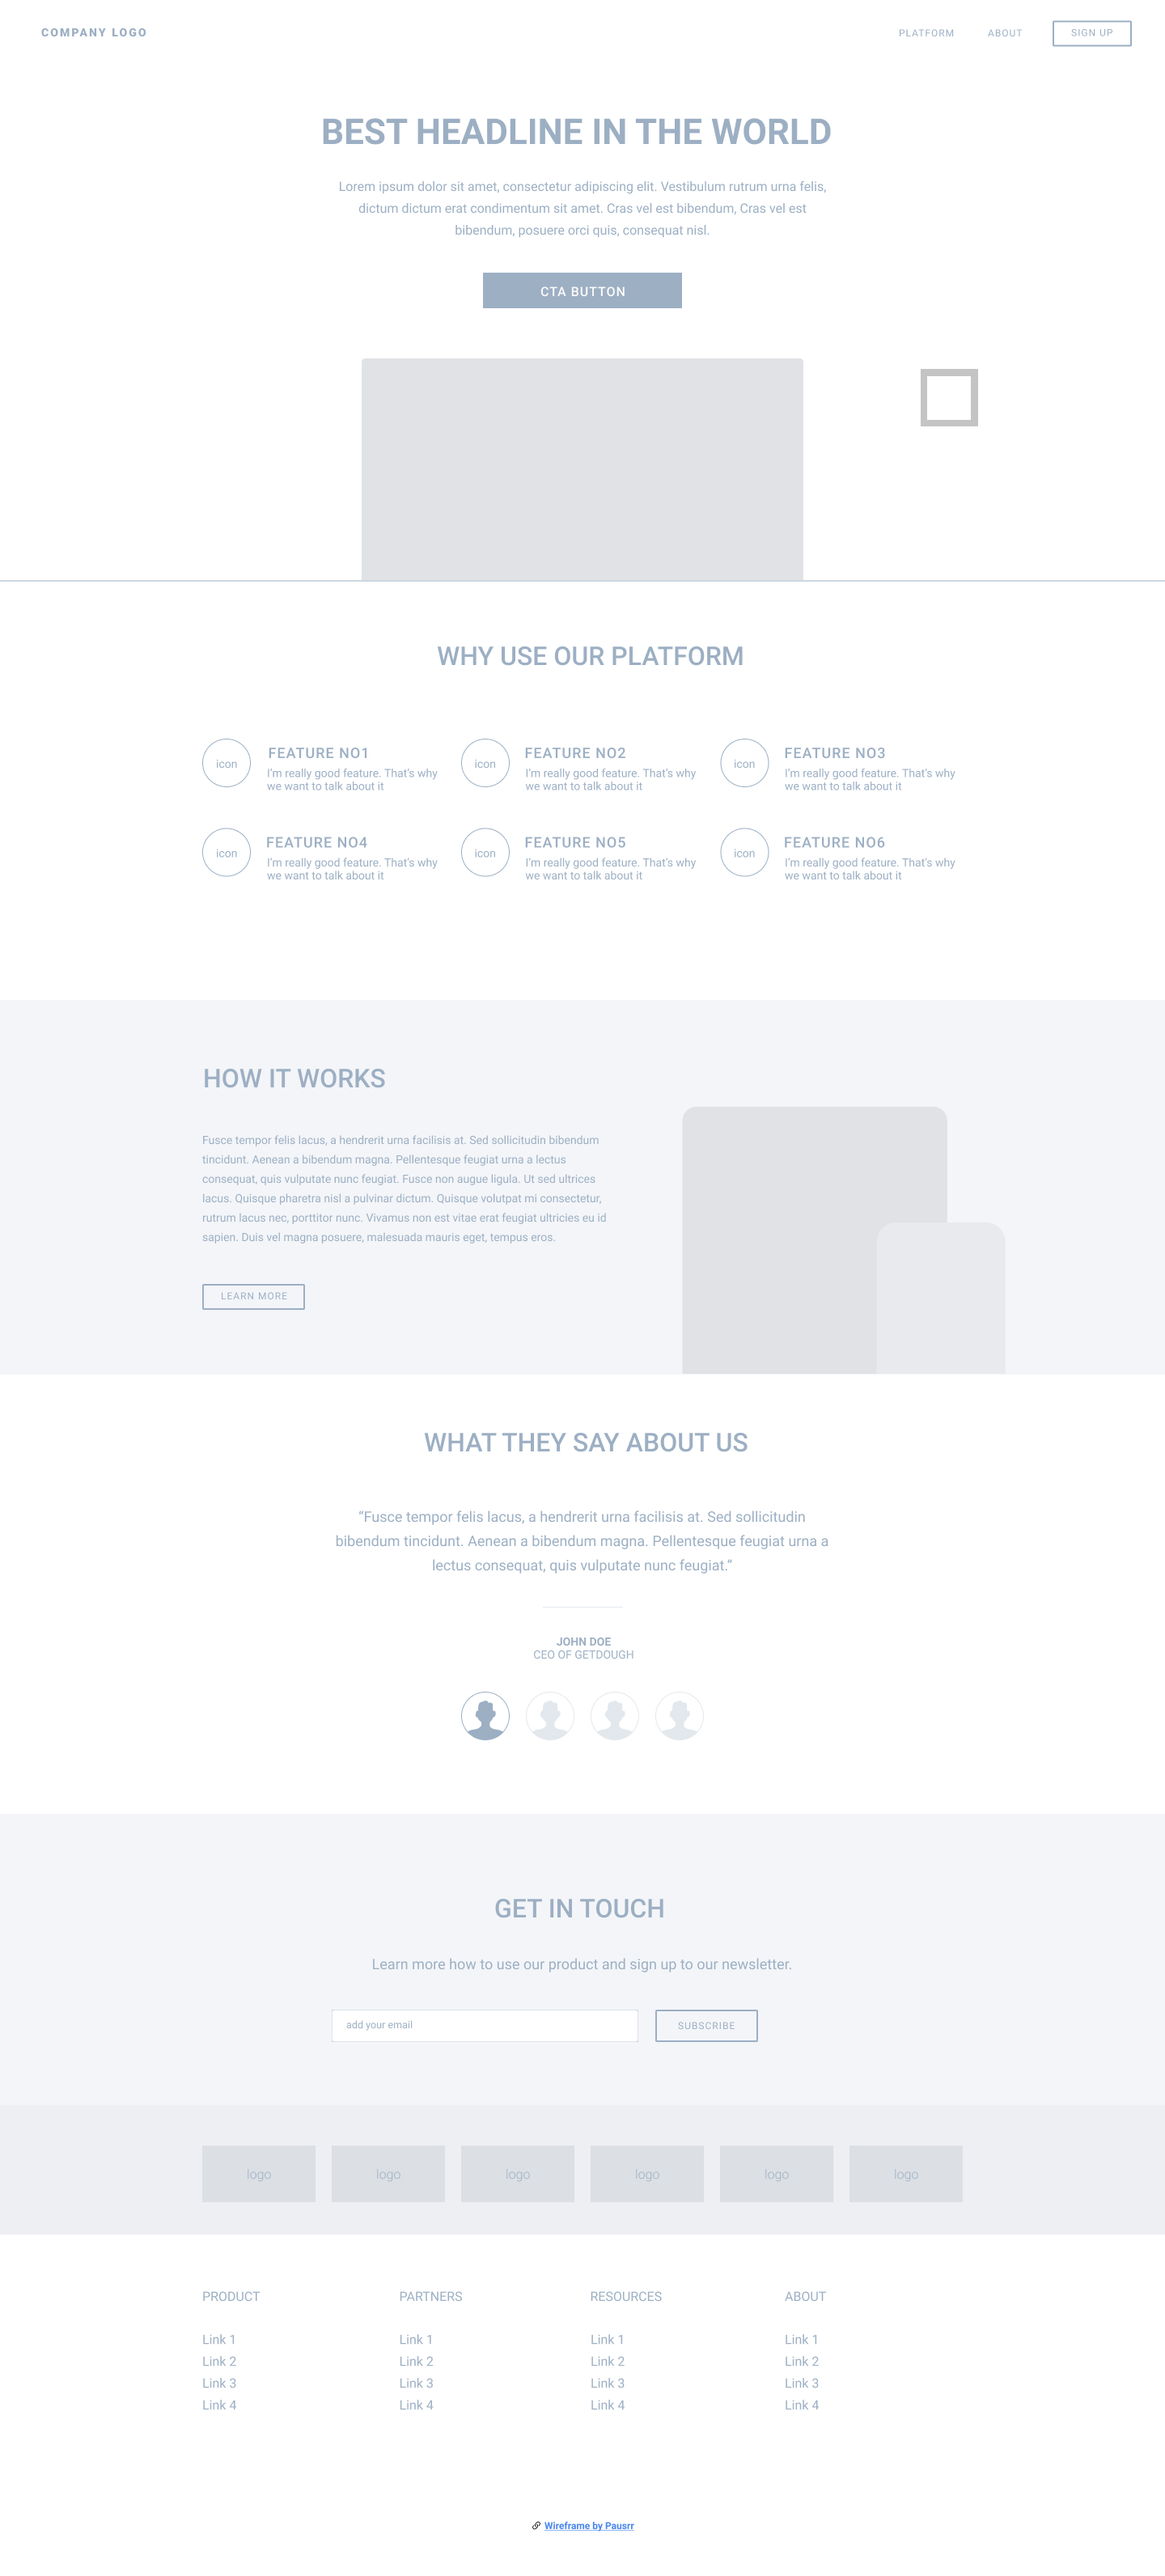 COMPANY LOGO
PLATFORM
ABOUT
SIGN UP
BEST HEADLINE IN THE WORLD
Lorem ipsum dolor sit amet, consectetur adipiscing elit. Vestibulum rutrum urna felis,
dictum dictum erat condimentum sit amet. Cras vel est bibendum, Cras vel est
bibendum, posuere orci quis, consequat nisl.
CTA BUTTON
WHY USE OUR PLATFORM
icon
FEATURE NO1
I'm really good feature. That's why
we want to talk about it
icon
FEATURE NO2
I'm really good feature. That's why
we want to talk about it
icon
FEATURE NO3
I'm really good feature. That's why
we want to talk about it
icon
FEATURE NO4
I'm really good feature. That's why
we want to talk about it
icon
FEATURE NO5
I'm really good feature. That's why
we want to talk about it
icon
FEATURE NO6
I'm really good feature. That's why
we want to talk about it
HOW IT WORKS
Fusce tempor felis lacus, a hendrerit urna facilisis at. Sed sollicitudin bibendum
tincidunt. Aenean a bibendum magna. Pellentesque feugiat urna a lectus
consequat, quis vulputate nunc feugiat. Fusce non augue ligula. Ut sed ultrices
lacus. Quisque pharetra nisl a pulvinar dictum. Quisque volutpat mi consectetur,
rutrum lacus nec, porttitor nunc. Vivamus non est vitae erat feugiat ultricies eu id
sapien. Duis vel magna posuere, malesuada mauris eget, tempus eros.
LEARN MORE
WHAT THEY SAY ABOUT US
“Fusce tempor felis lacus, a hendrerit urna facilisis at. Sed sollicitudin
bibendum tincidunt. Aenean a bibendum magna. Pellentesque feugiat urna a
lectus consequat, quis vulputate nunc feugiat.“
JOHN DOE
CEO OF GETDOUGH
GET IN TOUCH
Learn more how to use our product and sign up to our newsletter.
add your email
SUBSCRIBE
logo
logo
logo
logo
logo
logo
PRODUCT
Link 1
Link 2
Link 3
Link 4
PARTNERS
Link 1
Link 2
Link 3
Link 4
RESOURCES
Link 1
Link 2
Link 3
Link 4
ABOUT
Link 1
Link 2
Link 3
Link 4
Wireframe by Pausrr